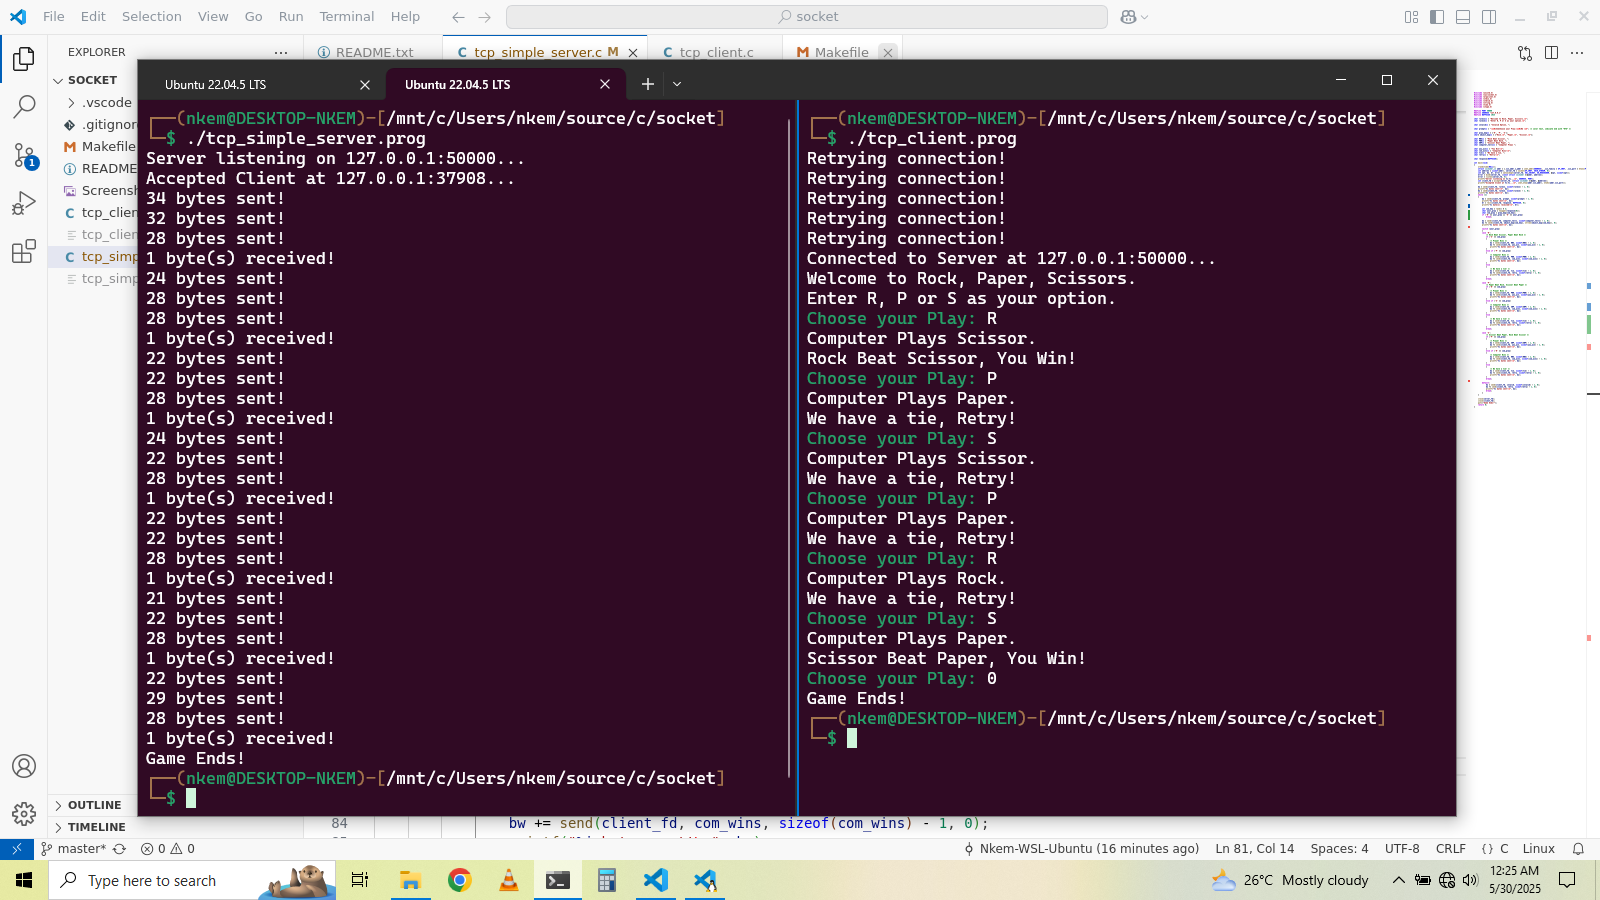 File Edit Selection View Go Run Terminal Help
socket
EXPLORER
README.txt
tcp_simple_server.c M
tcp_client.c
Makefile
SOCKET
.vscode
.gitignor
Makefile
README
Screensh
tcp_clien
tcp_clien
tcp_simp
tcp_simp
OUTLINE
TIMELINE
1
Ubuntu 22.04.5 LTS
Ubuntu 22.04.5 LTS
┌──(nkem@DESKTOP-NKEM)-[/mnt/c/Users/nkem/source/c/socket]
└─$ ./tcp_simple_server.prog
Server listening on 127.0.0.1:50000...
Accepted Client at 127.0.0.1:37908...
34 bytes sent!
32 bytes sent!
28 bytes sent!
1 byte(s) received!
24 bytes sent!
28 bytes sent!
28 bytes sent!
1 byte(s) received!
22 bytes sent!
22 bytes sent!
28 bytes sent!
1 byte(s) received!
24 bytes sent!
22 bytes sent!
28 bytes sent!
1 byte(s) received!
22 bytes sent!
22 bytes sent!
28 bytes sent!
1 byte(s) received!
21 bytes sent!
22 bytes sent!
28 bytes sent!
1 byte(s) received!
22 bytes sent!
29 bytes sent!
28 bytes sent!
1 byte(s) received!
Game Ends!
┌──(nkem@DESKTOP-NKEM)-[/mnt/c/Users/nkem/source/c/socket]
└─$
┌──(nkem@DESKTOP-NKEM)-[/mnt/c/Users/nkem/source/c/socket]
└─$ ./tcp_client.prog
Retrying connection!
Retrying connection!
Retrying connection!
Retrying connection!
Retrying connection!
Connected to Server at 127.0.0.1:50000...
Welcome to Rock, Paper, Scissors.
Enter R, P or S as your option.
Choose your Play: R
Computer Plays Scissor.
Rock Beat Scissor, You Win!
Choose your Play: P
Computer Plays Paper.
We have a tie, Retry!
Choose your Play: S
Computer Plays Scissor.
We have a tie, Retry!
Choose your Play: P
Computer Plays Paper.
We have a tie, Retry!
Choose your Play: R
Computer Plays Rock.
We have a tie, Retry!
Choose your Play: S
Computer Plays Paper.
Scissor Beat Paper, You Win!
Choose your Play: 0
Game Ends!
┌──(nkem@DESKTOP-NKEM)-[/mnt/c/Users/nkem/source/c/socket]
└─$
84 bw += send(client_fd, com_wins, sizeof(com_wins) - 1, 0);
master* 0 0 Nkem-WSL-Ubuntu (16 minutes ago) Ln 81, Col 14 Spaces: 4 UTF-8 CRLF {} C Linux
Type here to search
26°C Mostly cloudy
12:25 AM
5/30/2025